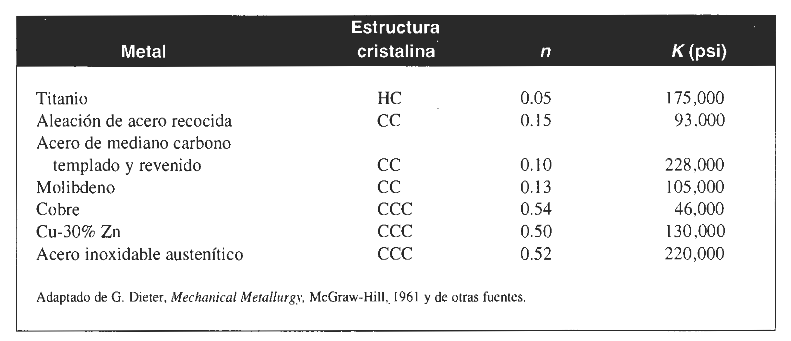 Metal Estructura cristalina n K (psi)
Titanio HC 0.05 175,000
Aleación de acero recocida CC 0.15 93.000
Acero de mediano carbono
templado y revenido CC 0.10 228,000
Molibdeno CC 0.13 105,000
Cobre CCC 0.54 46,000
Cu-30% Zn CCC 0.50 130,000
Acero inoxidable austenítico CCC 0.52 220,000
Adaptado de G. Dieter, Mechanical Metallurgy, McGraw-Hill, 1961 y de otras fuentes.